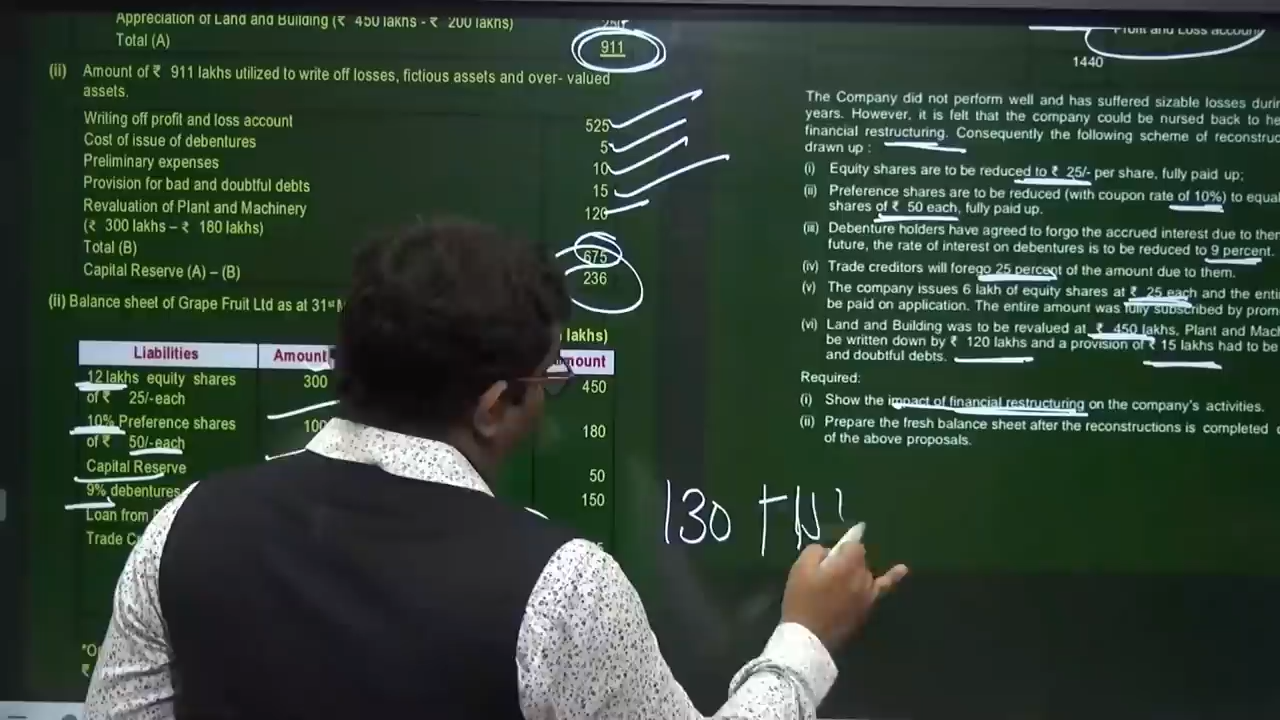 Appreciation of Land and Building (₹ 450 lakhs - ₹ 200 lakhs)
250
Total (A)
911
(ii) Amount of ₹ 911 lakhs utilized to write off losses, fictious assets and over- valued
assets.
Writing off profit and loss account 525
Cost of issue of debentures 5
Preliminary expenses 10
Provision for bad and doubtful debts 15
Revaluation of Plant and Machinery 120
(₹ 300 lakhs – ₹ 180 lakhs)
Total (B) 675
Capital Reserve (A) – (B) 236
(ii) Balance sheet of Grape Fruit Ltd as at 31st
lakhs)
Liabilities Amount
12 lakhs equity shares 300 450
of ₹ 25/-each
10% Preference shares 100 180
of ₹ 50/-each
Capital Reserve 50
9% debentures 150
Loan from
Trade
Profit and Loss account
1440
The Company did not perform well and has suffered sizable losses
years. However, it is felt that the company could be nursed back to
financial restructuring. Consequently the following scheme of
drawn up :
(i) Equity shares are to be reduced to ₹ 25/- per share, fully paid up;
(ii) Preference shares are to be reduced (with coupon rate of 10%) to
shares of ₹ 50 each, fully paid up.
(iii) Debenture holders have agreed to forgo the accrued interest due to
future, the rate of interest on debentures is to be reduced to 9 percent.
(iv) Trade creditors will forego 25 percent of the amount due to them.
(v) The company issues 6 lakh of equity shares at ₹ 25 each and the
be paid on application. The entire amount was fully subscribed by
(vi) Land and Building was to be revalued at ₹ 450 lakhs, Plant and
be written down by ₹ 120 lakhs and a provision of ₹ 15 lakhs had to be
and doubtful debts.
Required:
(i) Show the impact of financial restructuring on the company's activities.
(ii) Prepare the fresh balance sheet after the reconstructions is completed
of the above proposals.
130 +